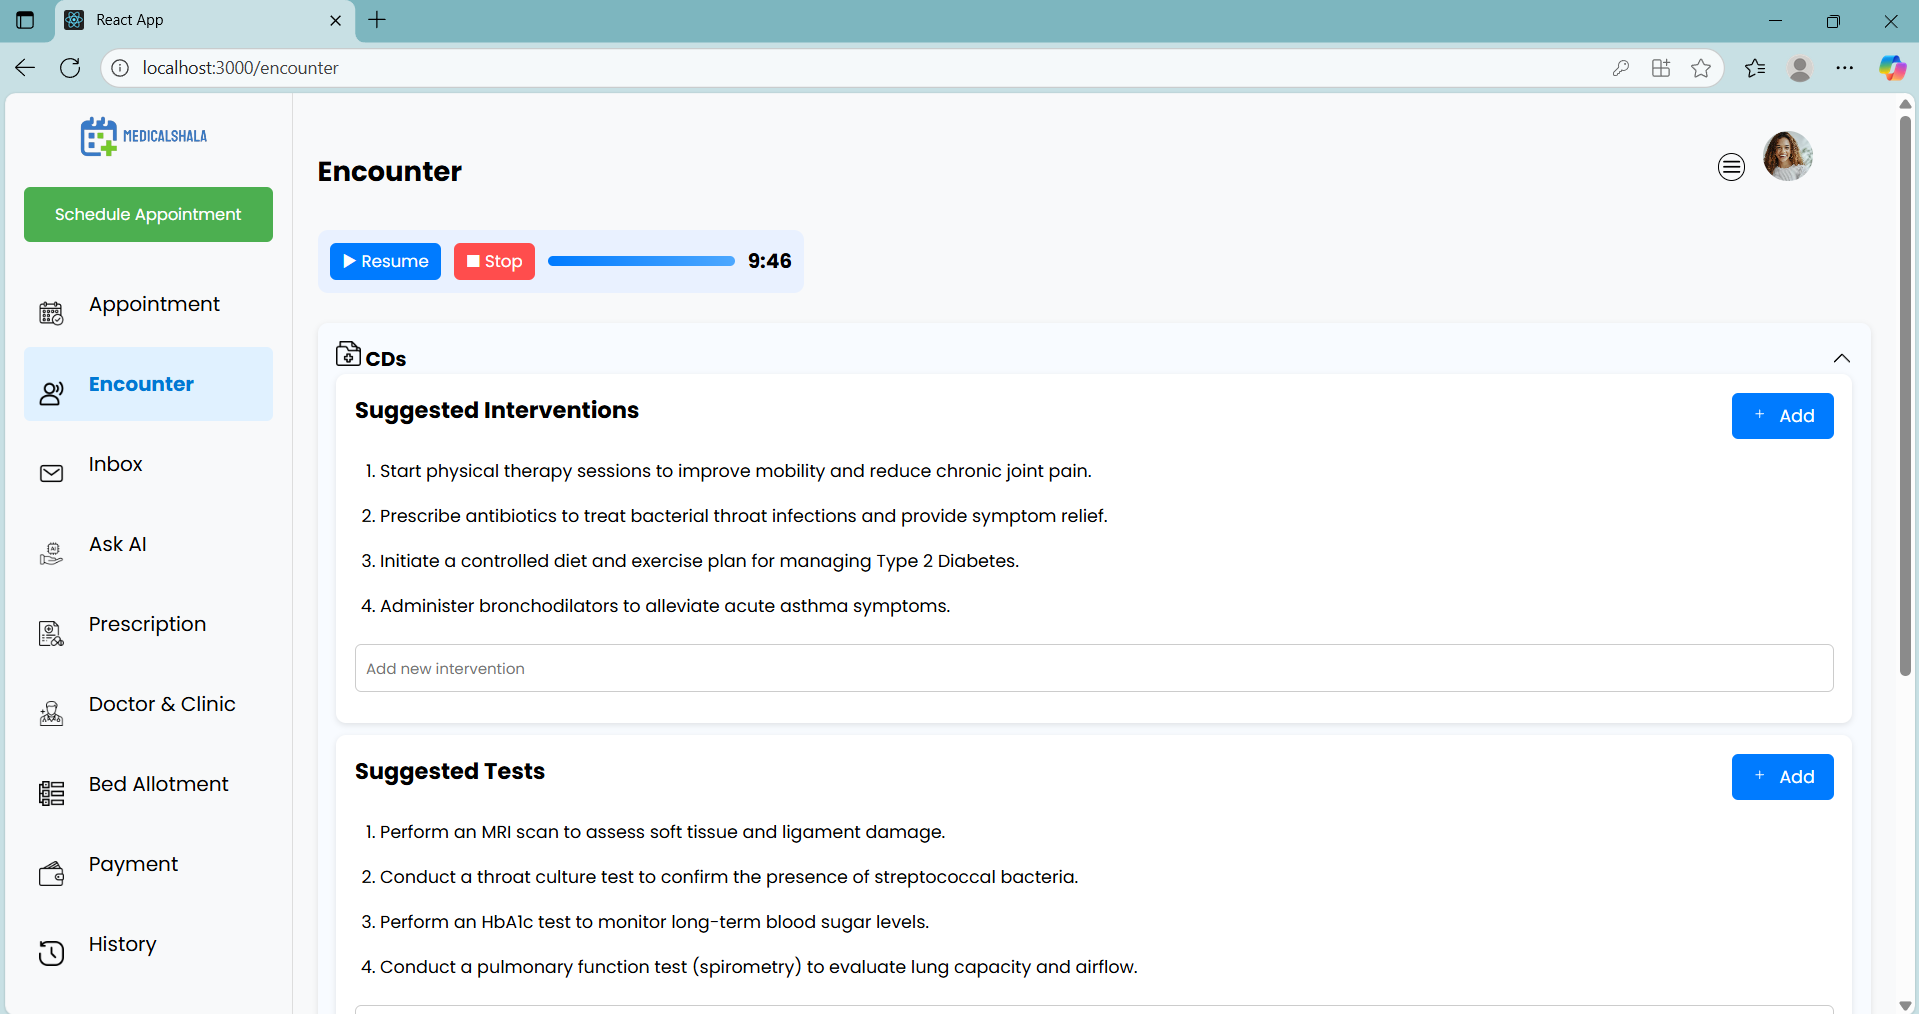 React App
localhost:3000/encounter
MEDICALSHALA
Schedule Appointment
Appointment
Encounter
Inbox
Ask AI
Prescription
Doctor & Clinic
Bed Allotment
Payment
History
Encounter
Resume Stop 9:46
CDs
Suggested Interventions
+ Add
1. Start physical therapy sessions to improve mobility and reduce chronic joint pain.
2. Prescribe antibiotics to treat bacterial throat infections and provide symptom relief.
3. Initiate a controlled diet and exercise plan for managing Type 2 Diabetes.
4. Administer bronchodilators to alleviate acute asthma symptoms.
Add new intervention
Suggested Tests
+ Add
1. Perform an MRI scan to assess soft tissue and ligament damage.
2. Conduct a throat culture test to confirm the presence of streptococcal bacteria.
3. Perform an HbA1c test to monitor long-term blood sugar levels.
4. Conduct a pulmonary function test (spirometry) to evaluate lung capacity and airflow.